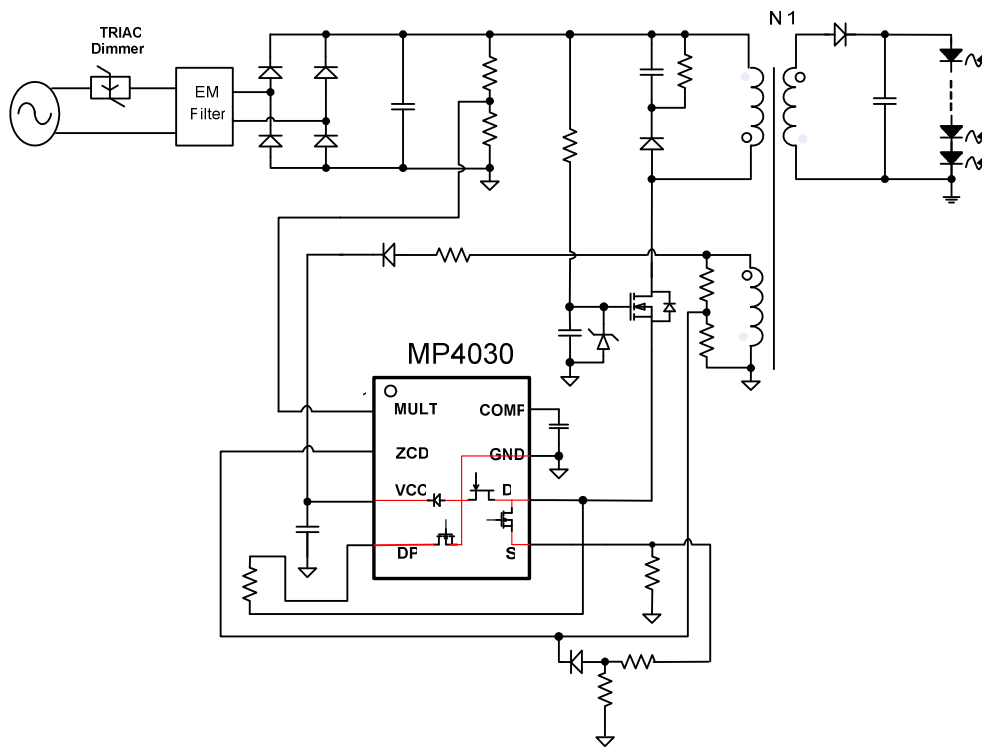 N 1
TRIAC
Dimmer
EM
Filter
MP4030
MULT
COMP
ZCD
GND
VCC
D
DP
S